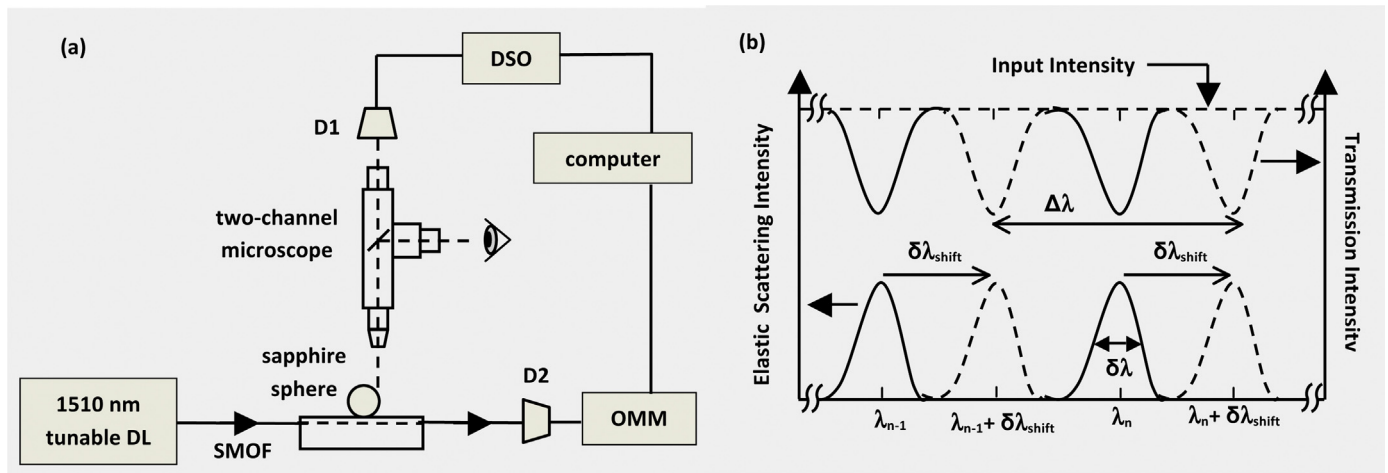 (a)
DSO
D1
computer
two-channel
microscope
sapphire
sphere
D2
1510 nm
tunable DL
SMOF
OMM
(b)
Input Intensity
Elastic Scattering Intensity
Transmission Intensitv
Δλ
δλshift
δλshift
δλ
λn-1
λn-1 + δλshift
λn
λn + δλshift